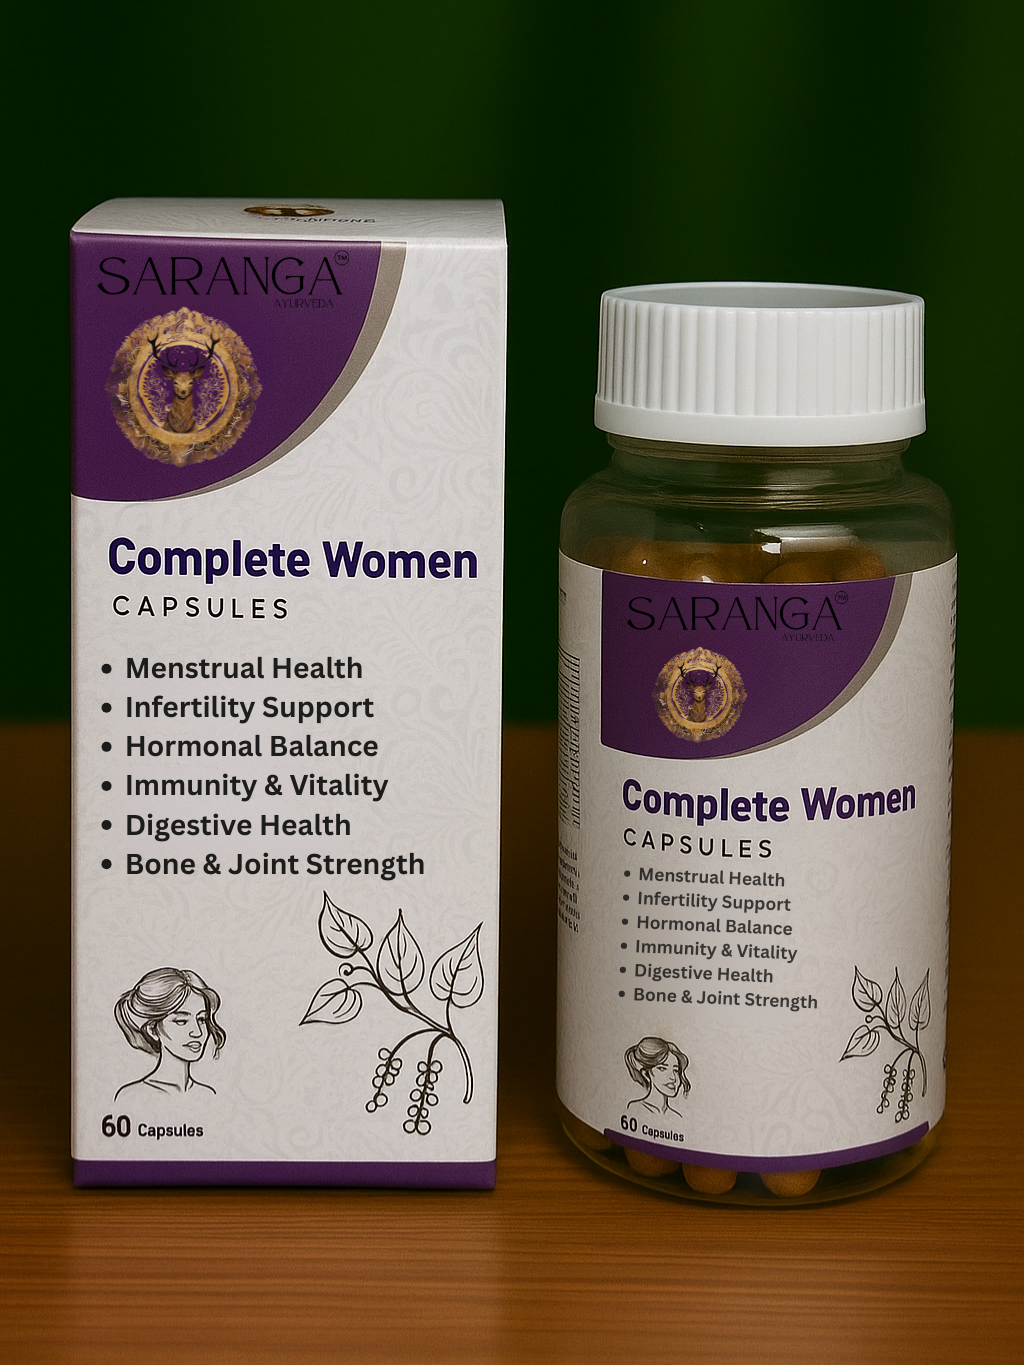 SARANGA™
AYURVEDA
Complete Women
CAPSULES
• Menstrual Health
• Infertility Support
• Hormonal Balance
• Immunity & Vitality
• Digestive Health
• Bone & Joint Strength
60 Capsules
SARANGA™
AYURVEDA
Complete Women
CAPSULES
• Menstrual Health
• Infertility Support
• Hormonal Balance
• Immunity & Vitality
• Digestive Health
• Bone & Joint Strength
60 Capsules